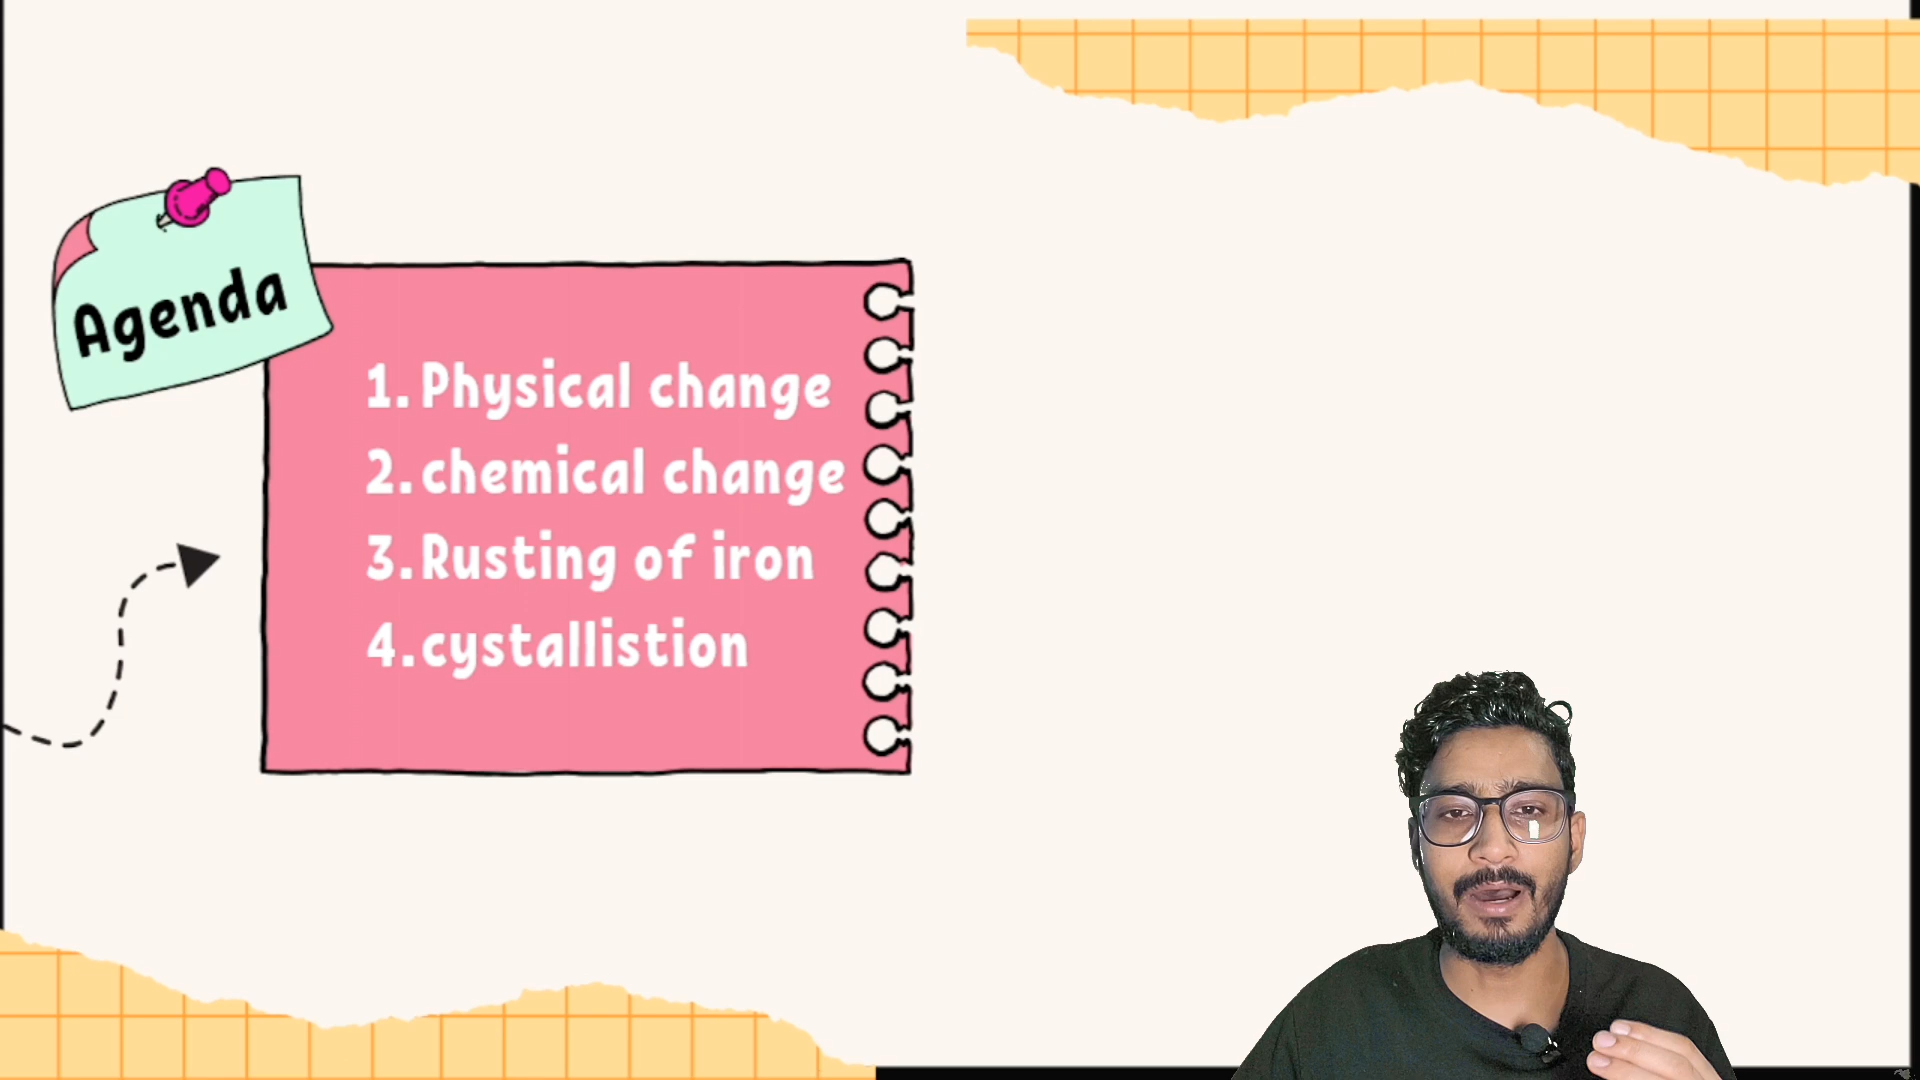 Agenda
1. Physical change
2. chemical change
3. Rusting of iron
4. cystallistion